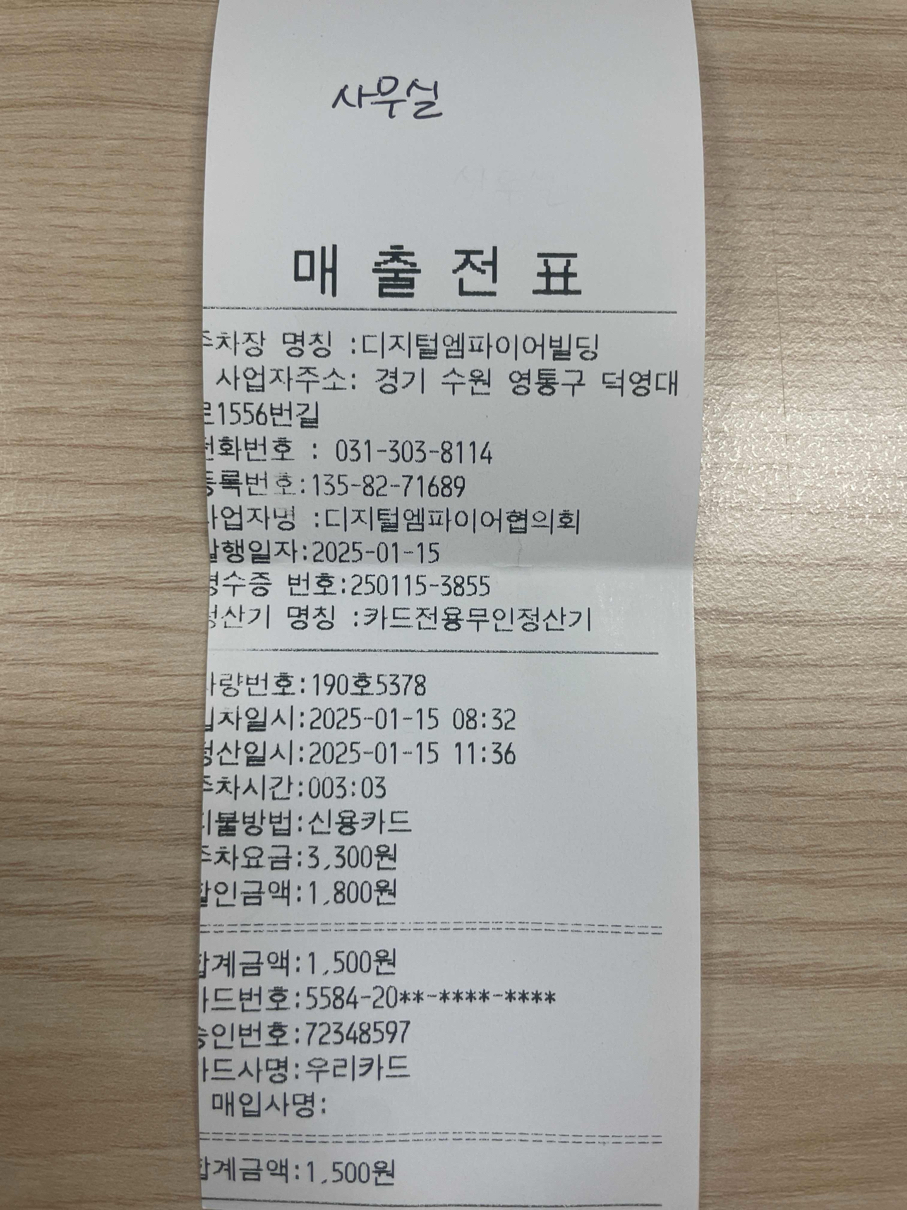 사무실
매 출 전 표
주차장 명칭 :디지털엠파이어빌딩
사업자주소: 경기 수원 영통구 덕영대
로1556번길
전화번호 : 031-303-8114
등록번호:135-82-71689
사업자명 :디지털엠파이어협의회
발행일자:2025-01-15
영수증 번호:250115-3855
정산기 명칭 :카드전용무인정산기
차량번호:190호5378
입차일시:2025-01-15 08:32
정산일시:2025-01-15 11:36
주차시간:003:03
지불방법:신용카드
주차요금:3,300원
할인금액:1,800원
합계금액:1,500원
카드번호:5584-20**-****-****
승인번호:72348597
카드사명:우리카드
매입사명:
합계금액:1,500원